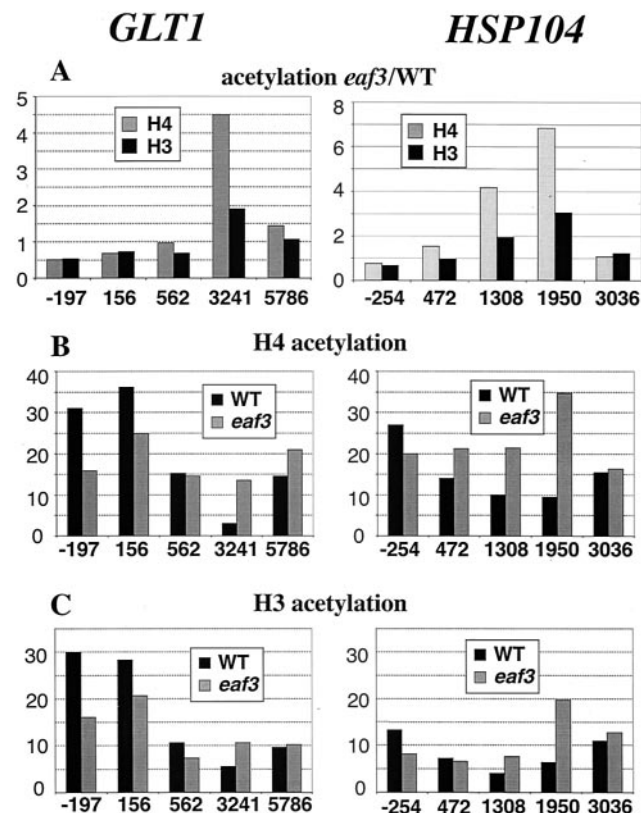 GLT1 HSP104
A acetylation eaf3/WT
5
4
3
2
1
0
H4
H3
-197 156 562 3241 5786
8
6
4
2
0
H4
H3
-254 472 1308 1950 3036
B H4 acetylation
40
30
20
10
0
WT
eaf3
-197 156 562 3241 5786
40
30
20
10
0
WT
eaf3
-254 472 1308 1950 3036
C H3 acetylation
30
20
10
0
WT
eaf3
-197 156 562 3241 5786
30
20
10
0
WT
eaf3
-254 472 1308 1950 3036